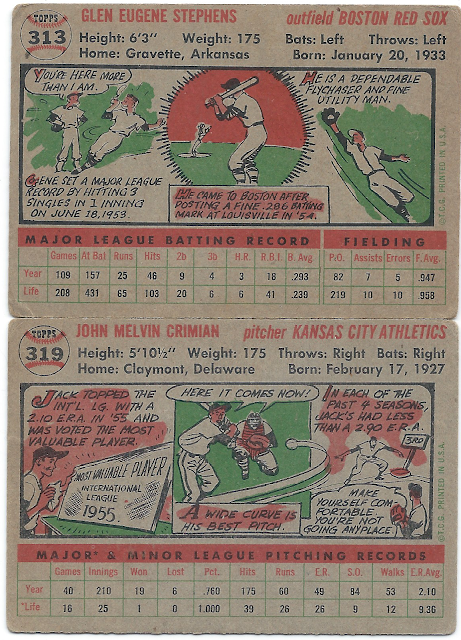 TOPPS
313
GLEN EUGENE STEPHENS outfield BOSTON RED SOX
Height: 6'3" Weight: 175 Bats: Left Throws: Left
Home: Gravette, Arkansas Born: January 20, 1933
YOU'RE HERE MORE
THAN I AM.
GENE SET A MAJOR LEAGUE
RECORD BY HITTING 3
SINGLES IN 1 INNING
ON JUNE 18, 1953.
HE CAME TO BOSTON AFTER
POSTING A FINE .286 BATTING
MARK AT LOUISVILLE IN '54.
HE IS A DEPENDABLE
FLYCHASER AND FINE
UTILITY MAN.
©T.C.G. PRINTED IN U.S.A.
MAJOR LEAGUE BATTING RECORD FIELDING
Games At Bat Runs Hits 2b 3b H.R. R.B.I. B. Avg. P.O. Assists Errors F. Avg.
Year 109 157 25 46 9 4 3 18 .293 82 7 5 .947
Life 208 431 65 103 20 6 6 41 .239 219 10 10 .958
TOPPS
319
JOHN MELVIN CRIMIAN pitcher KANSAS CITY ATHLETICS
Height: 5'10½" Weight: 175 Throws: Right Bats: Right
Home: Claymont, Delaware Born: February 17, 1927
JACK TOPPED THE
INT'L. LG. WITH A
2.10 E.R.A. IN '55 AND
WAS VOTED THE MOST
VALUABLE PLAYER.
MOST VALUABLE PLAYER
INTERNATIONAL
LEAGUE
1955.
HERE IT COMES NOW!
A WIDE CURVE IS
HIS BEST PITCH.
IN EACH OF THE
PAST 4 SEASONS,
JACK'S HAD LESS
THAN A 2.90 E.R.A.
3RD
MAKE
YOURSELF COM-
FORTABLE.
YOU'RE NOT
GOING ANYPLACE
©T.C.G. PRINTED IN U.S.A.
MAJOR* & MINOR LEAGUE PITCHING RECORDS
Games Innings Won Lost Pct. Hits Runs E.R. S.O. Walks E.R. Avg.
Year 40 210 19 6 .760 175 60 49 84 53 2.10
*Life 16 25 1 0 1.000 39 26 26 9 12 9.36